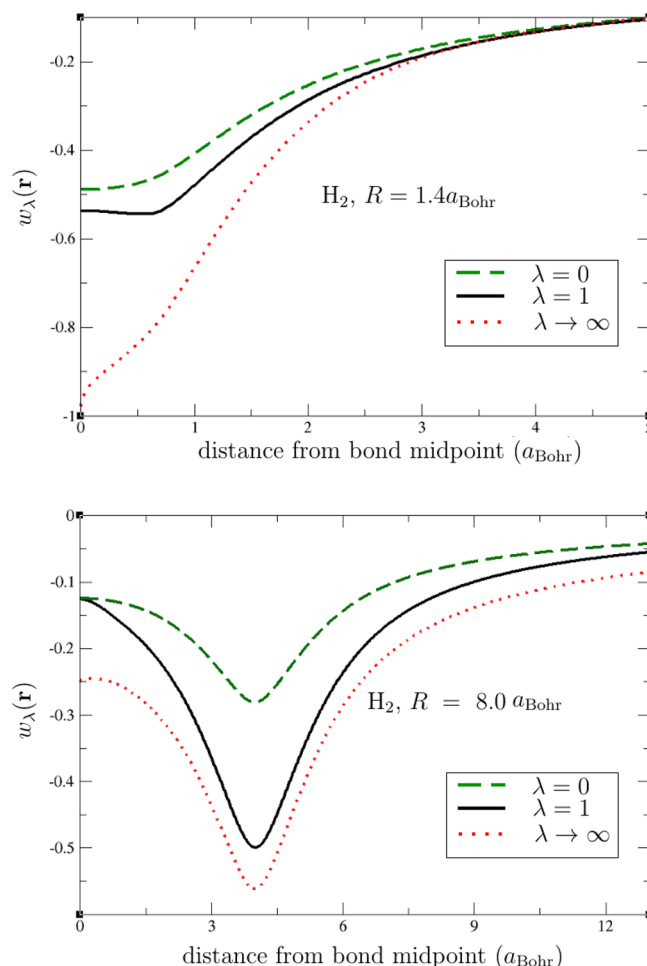 -0.2
-0.4
-0.6
-0.8
-1
w_λ(r)
H₂, R = 1.4a_Bohr
λ = 0
λ = 1
λ → ∞
0 1 2 3 4
distance from bond midpoint (a_Bohr)
0
-0.1
-0.2
-0.3
-0.4
-0.5
w_λ(r)
H₂, R = 8.0 a_Bohr
λ = 0
λ = 1
λ → ∞
0 3 6 9 12
distance from bond midpoint (a_Bohr)